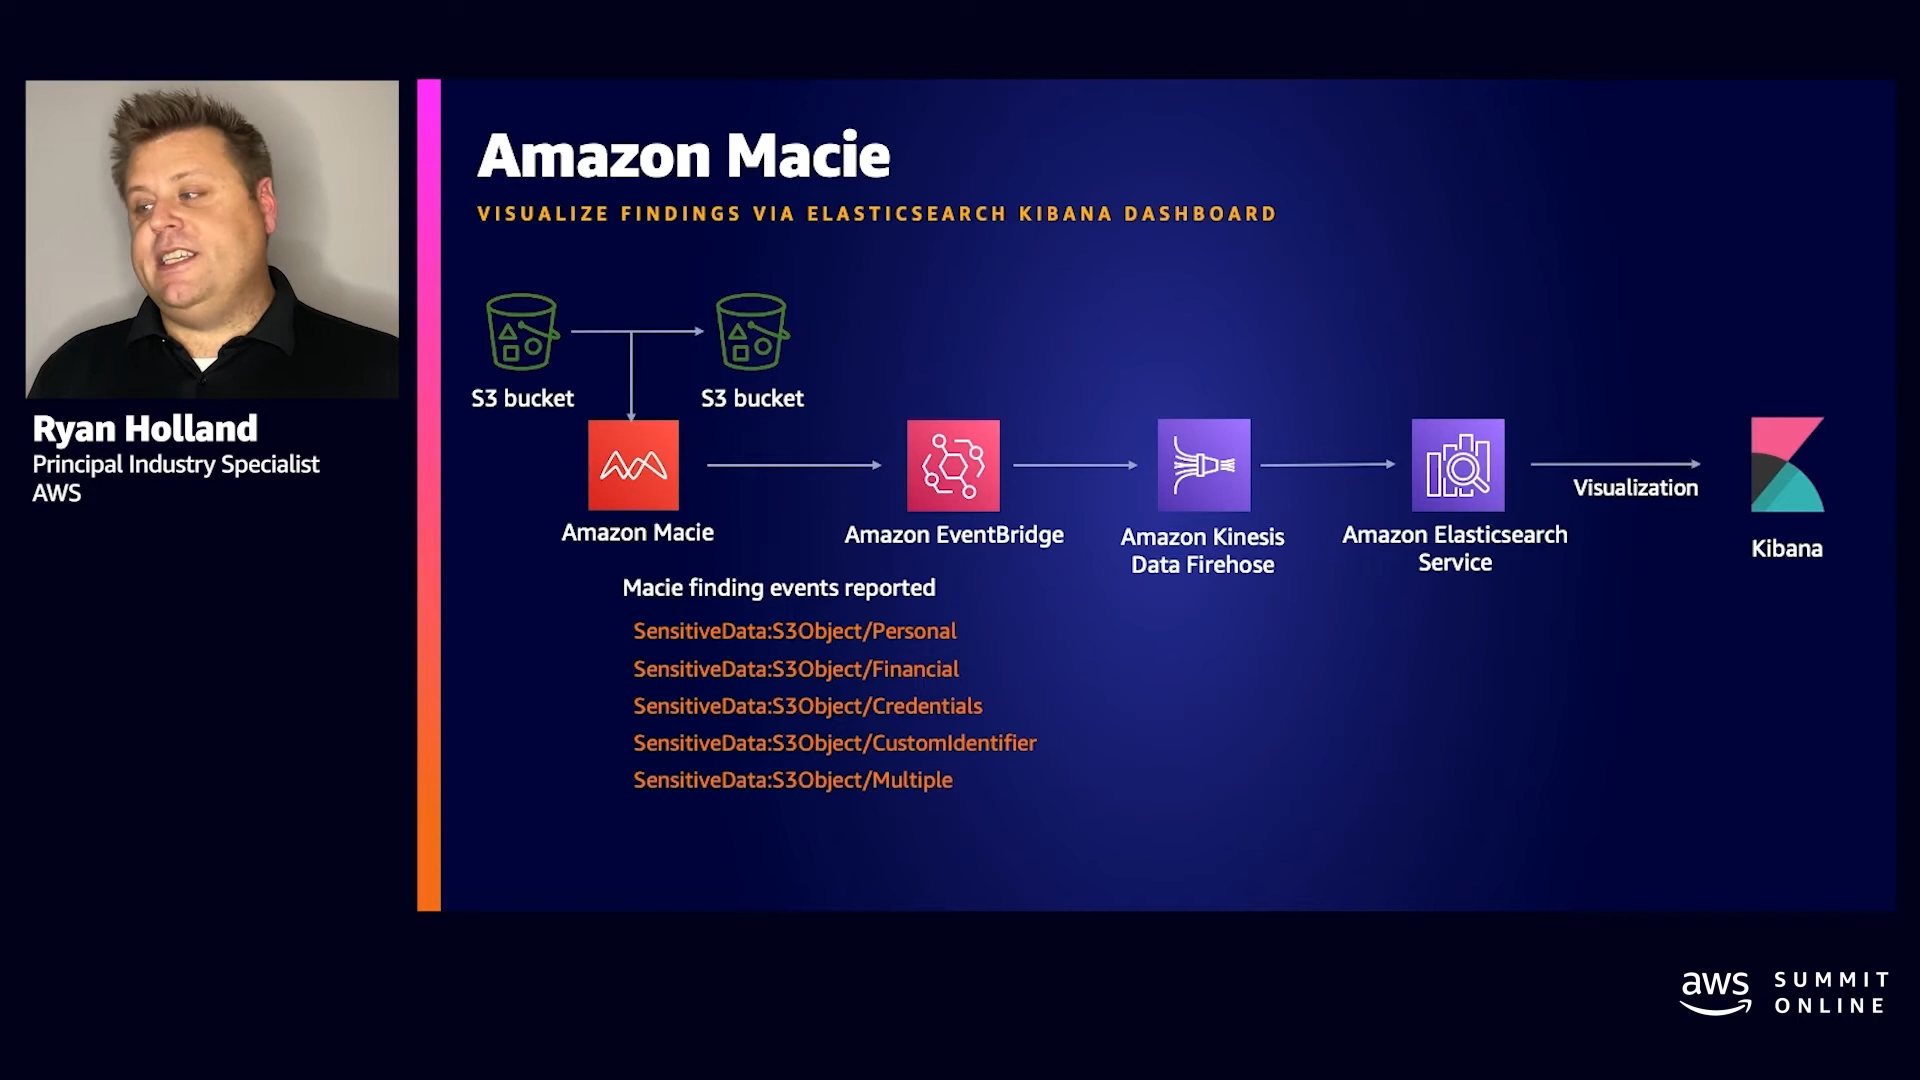 Ryan Holland
Principal Industry Specialist
AWS
Amazon Macie
VISUALIZE FINDINGS VIA ELASTICSEARCH KIBANA DASHBOARD
S3 bucket
S3 bucket
Amazon Macie
Amazon EventBridge
Amazon Kinesis
Data Firehose
Amazon Elasticsearch
Service
Visualization
Kibana
Macie finding events reported
SensitiveData:S3Object/Personal
SensitiveData:S3Object/Financial
SensitiveData:S3Object/Credentials
SensitiveData:S3Object/CustomIdentifier
SensitiveData:S3Object/Multiple
aws
SUMMIT
ONLINE